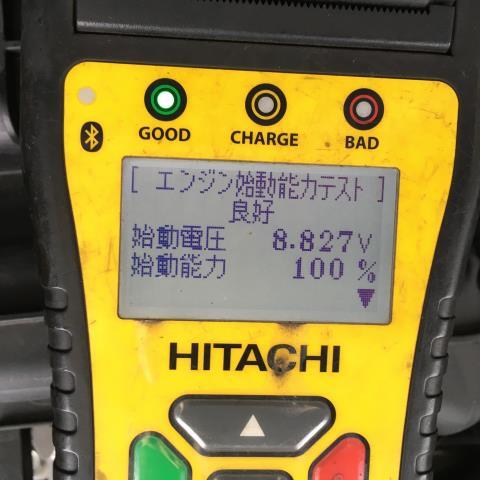 GOOD CHARGE BAD
[ エンジン始動能力テスト ]
良好
始動電圧 8.827V
始動能力 100 %
HITACHI